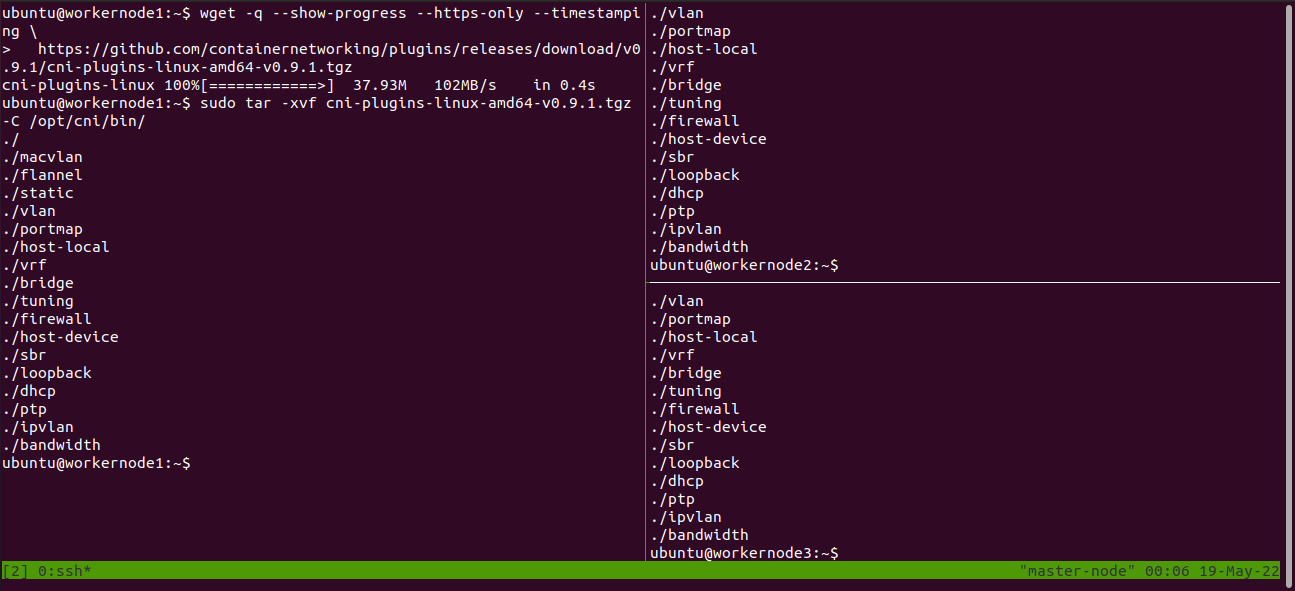 ubuntu@workernode1:~$ wget -q --show-progress --https-only --timestampi
ng \
>   https://github.com/containernetworking/plugins/releases/download/v0
.9.1/cni-plugins-linux-amd64-v0.9.1.tgz
cni-plugins-linux 100%[============>]  37.93M   102MB/s    in 0.4s
ubuntu@workernode1:~$ sudo tar -xvf cni-plugins-linux-amd64-v0.9.1.tgz
-C /opt/cni/bin/
./
./macvlan
./flannel
./static
./vlan
./portmap
./host-local
./vrf
./bridge
./tuning
./firewall
./host-device
./sbr
./loopback
./dhcp
./ptp
./ipvlan
./bandwidth
ubuntu@workernode1:~$
./vlan
./portmap
./host-local
./vrf
./bridge
./tuning
./firewall
./host-device
./sbr
./loopback
./dhcp
./ptp
./ipvlan
./bandwidth
ubuntu@workernode2:~$
./vlan
./portmap
./host-local
./vrf
./bridge
./tuning
./firewall
./host-device
./sbr
./loopback
./dhcp
./ptp
./ipvlan
./bandwidth
ubuntu@workernode3:~$
[2] 0:ssh* "master-node" 00:06 19-May-22